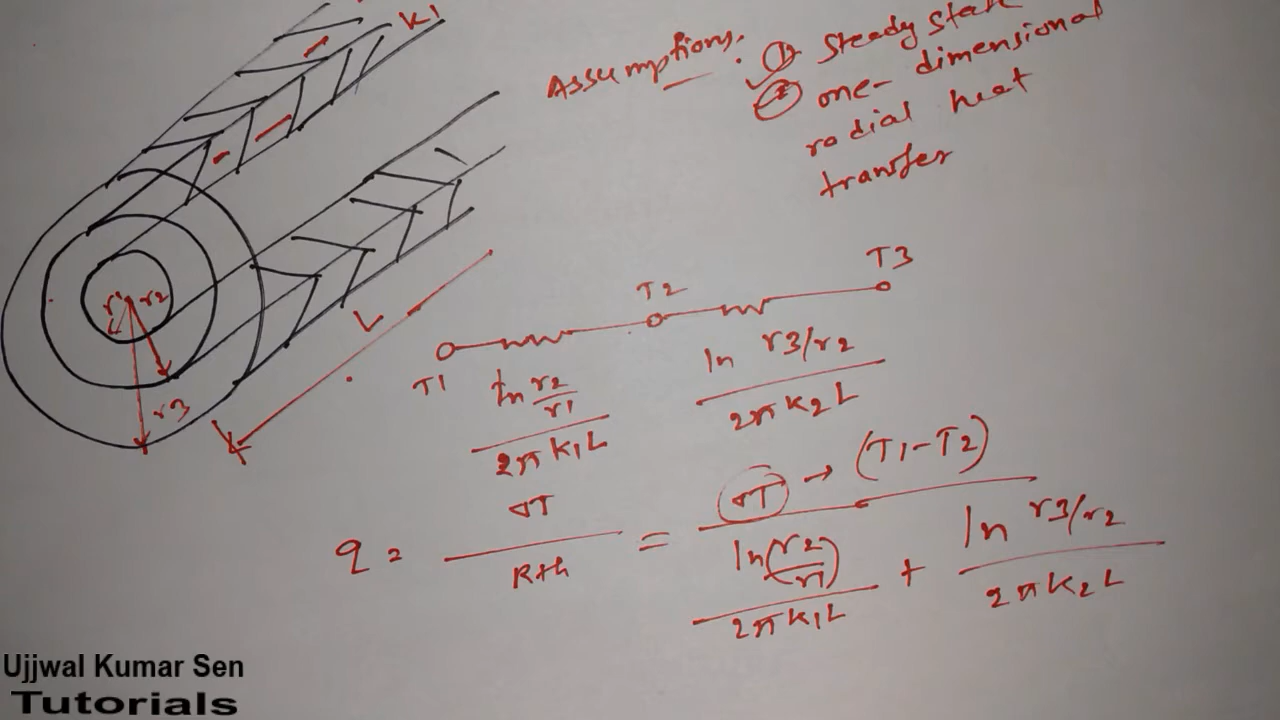 K1
Assumptions.
① Steady State
② one-dimensional
radial heat
transfer
r1 r2
r3
L
T1 T2 T3
ln r2/r1 / 2πK1L
ln r3/r2 / 2πK2L
q = ∇T / Rth = ∇T → (T1-T2) / ln(r2/r1) / 2πK1L + ln r3/r2 / 2πK2L
Ujjwal Kumar Sen
Tutorials